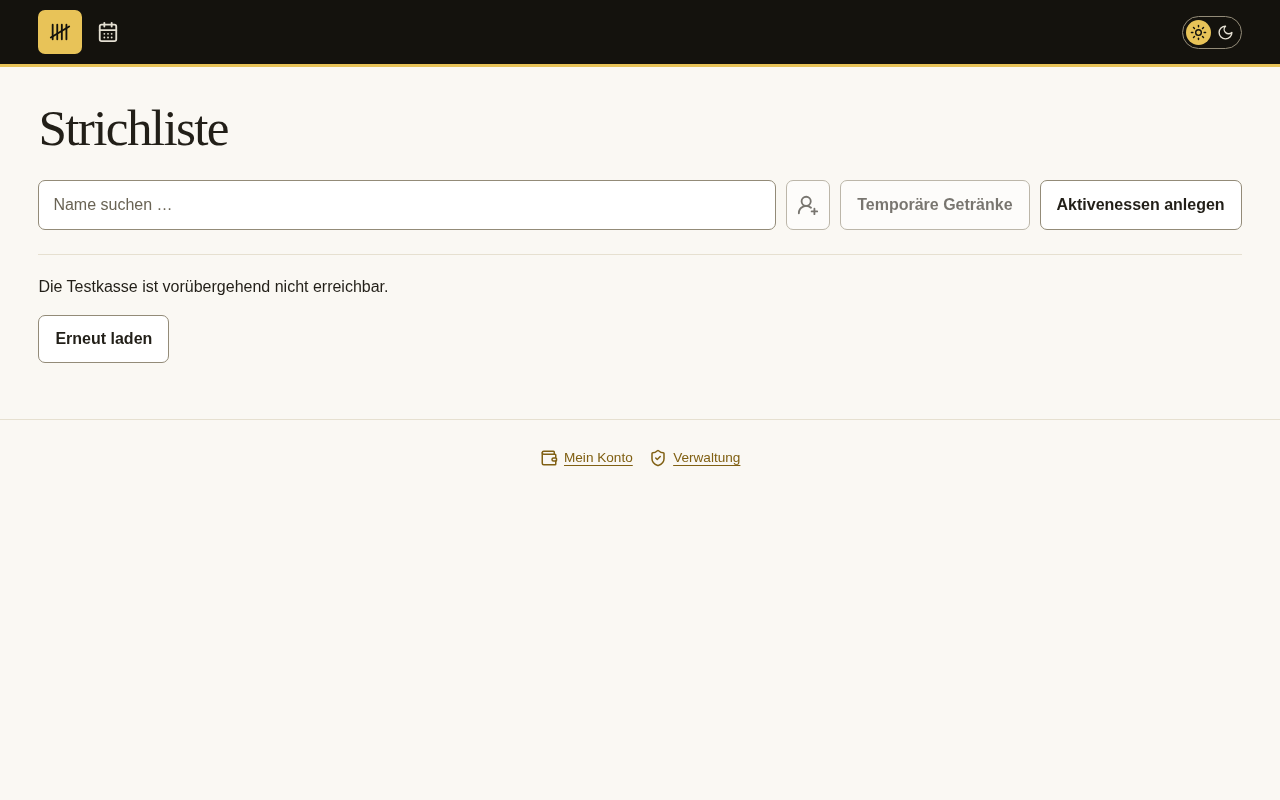 Strichliste
Name suchen …
Temporäre Getränke
Aktivenessen anlegen
Die Testkasse ist vorübergehend nicht erreichbar.
Erneut laden
Mein Konto
Verwaltung